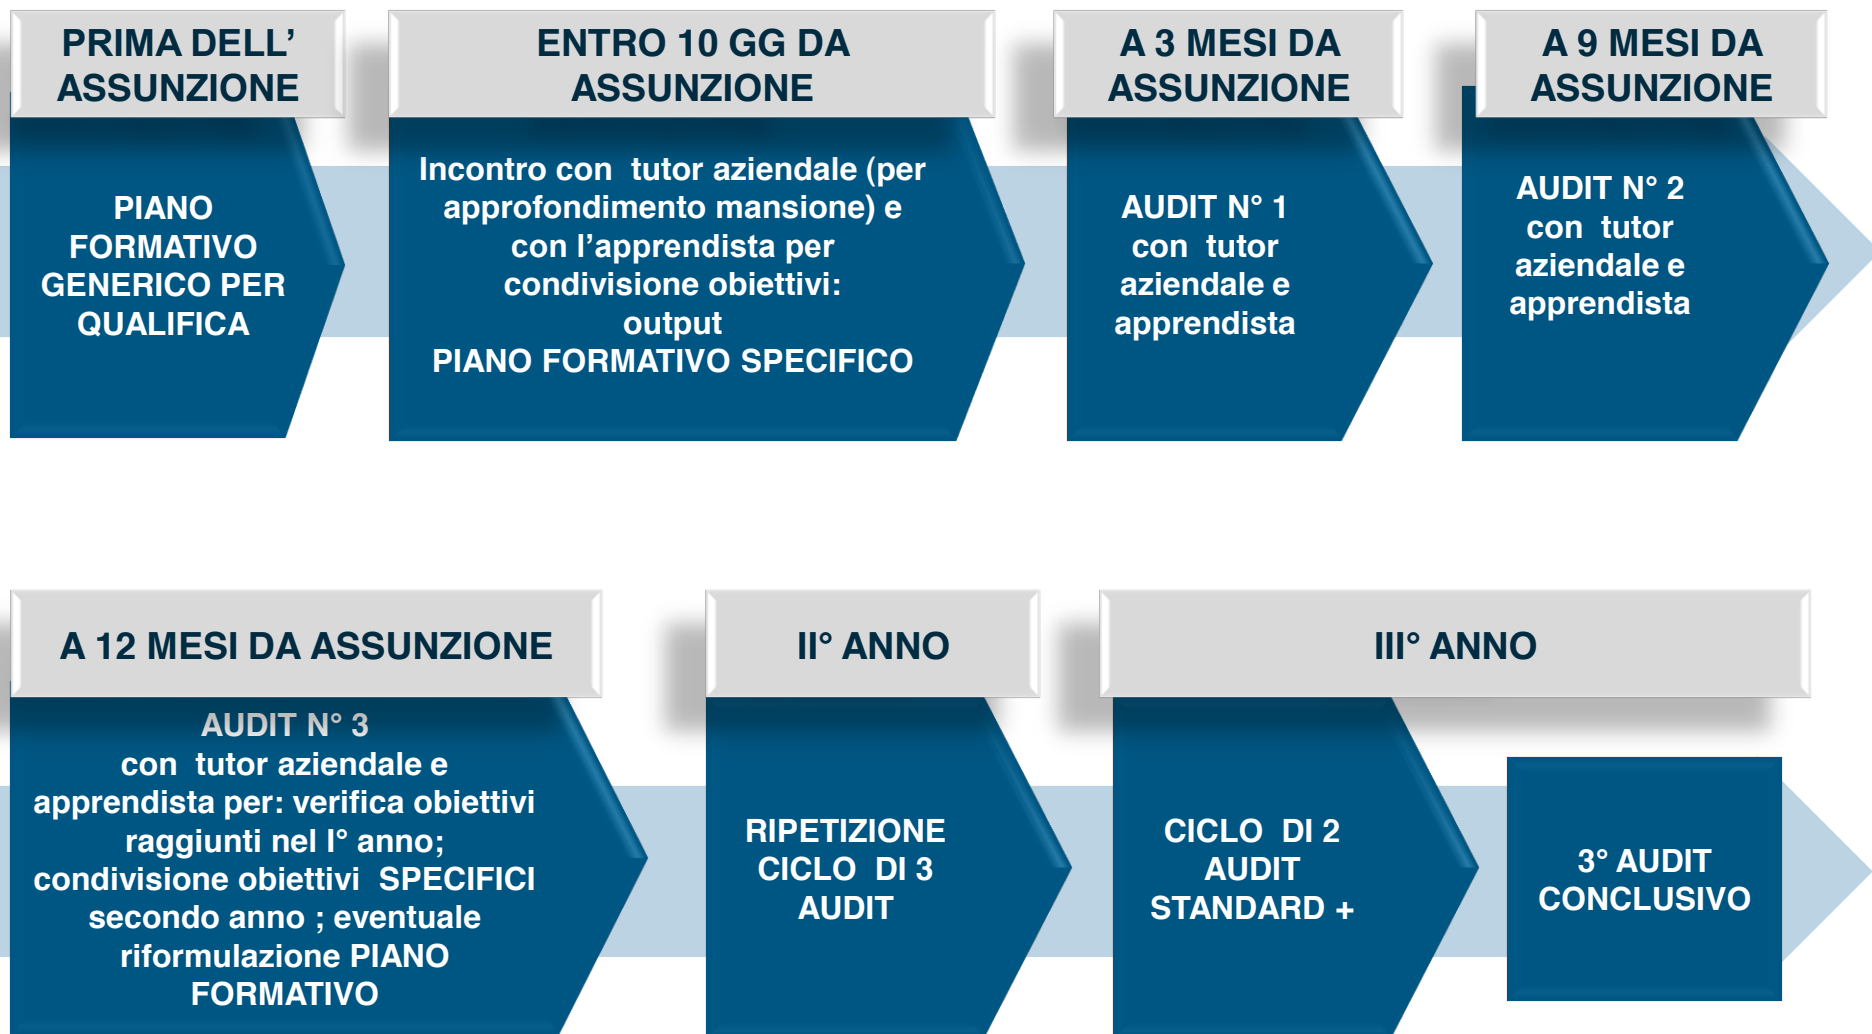 PRIMA DELL'
ASSUNZIONE
PIANO
FORMATIVO
GENERICO PER
QUALIFICA
ENTRO 10 GG DA
ASSUNZIONE
Incontro con tutor aziendale (per
approfondimento mansione) e
con l’apprendista per
condivisione obiettivi:
output
PIANO FORMATIVO SPECIFICO
A 3 MESI DA
ASSUNZIONE
AUDIT N° 1
con tutor
aziendale e
apprendista
A 9 MESI DA
ASSUNZIONE
AUDIT N° 2
con tutor
aziendale e
apprendista
A 12 MESI DA ASSUNZIONE
AUDIT N° 3
con tutor aziendale e
apprendista per: verifica obiettivi
raggiunti nel I° anno;
condivisione obiettivi SPECIFICI
secondo anno ; eventuale
riformulazione PIANO
FORMATIVO
II° ANNO
RIPETIZIONE
CICLO DI 3
AUDIT
III° ANNO
CICLO DI 2
AUDIT
STANDARD +
3° AUDIT
CONCLUSIVO